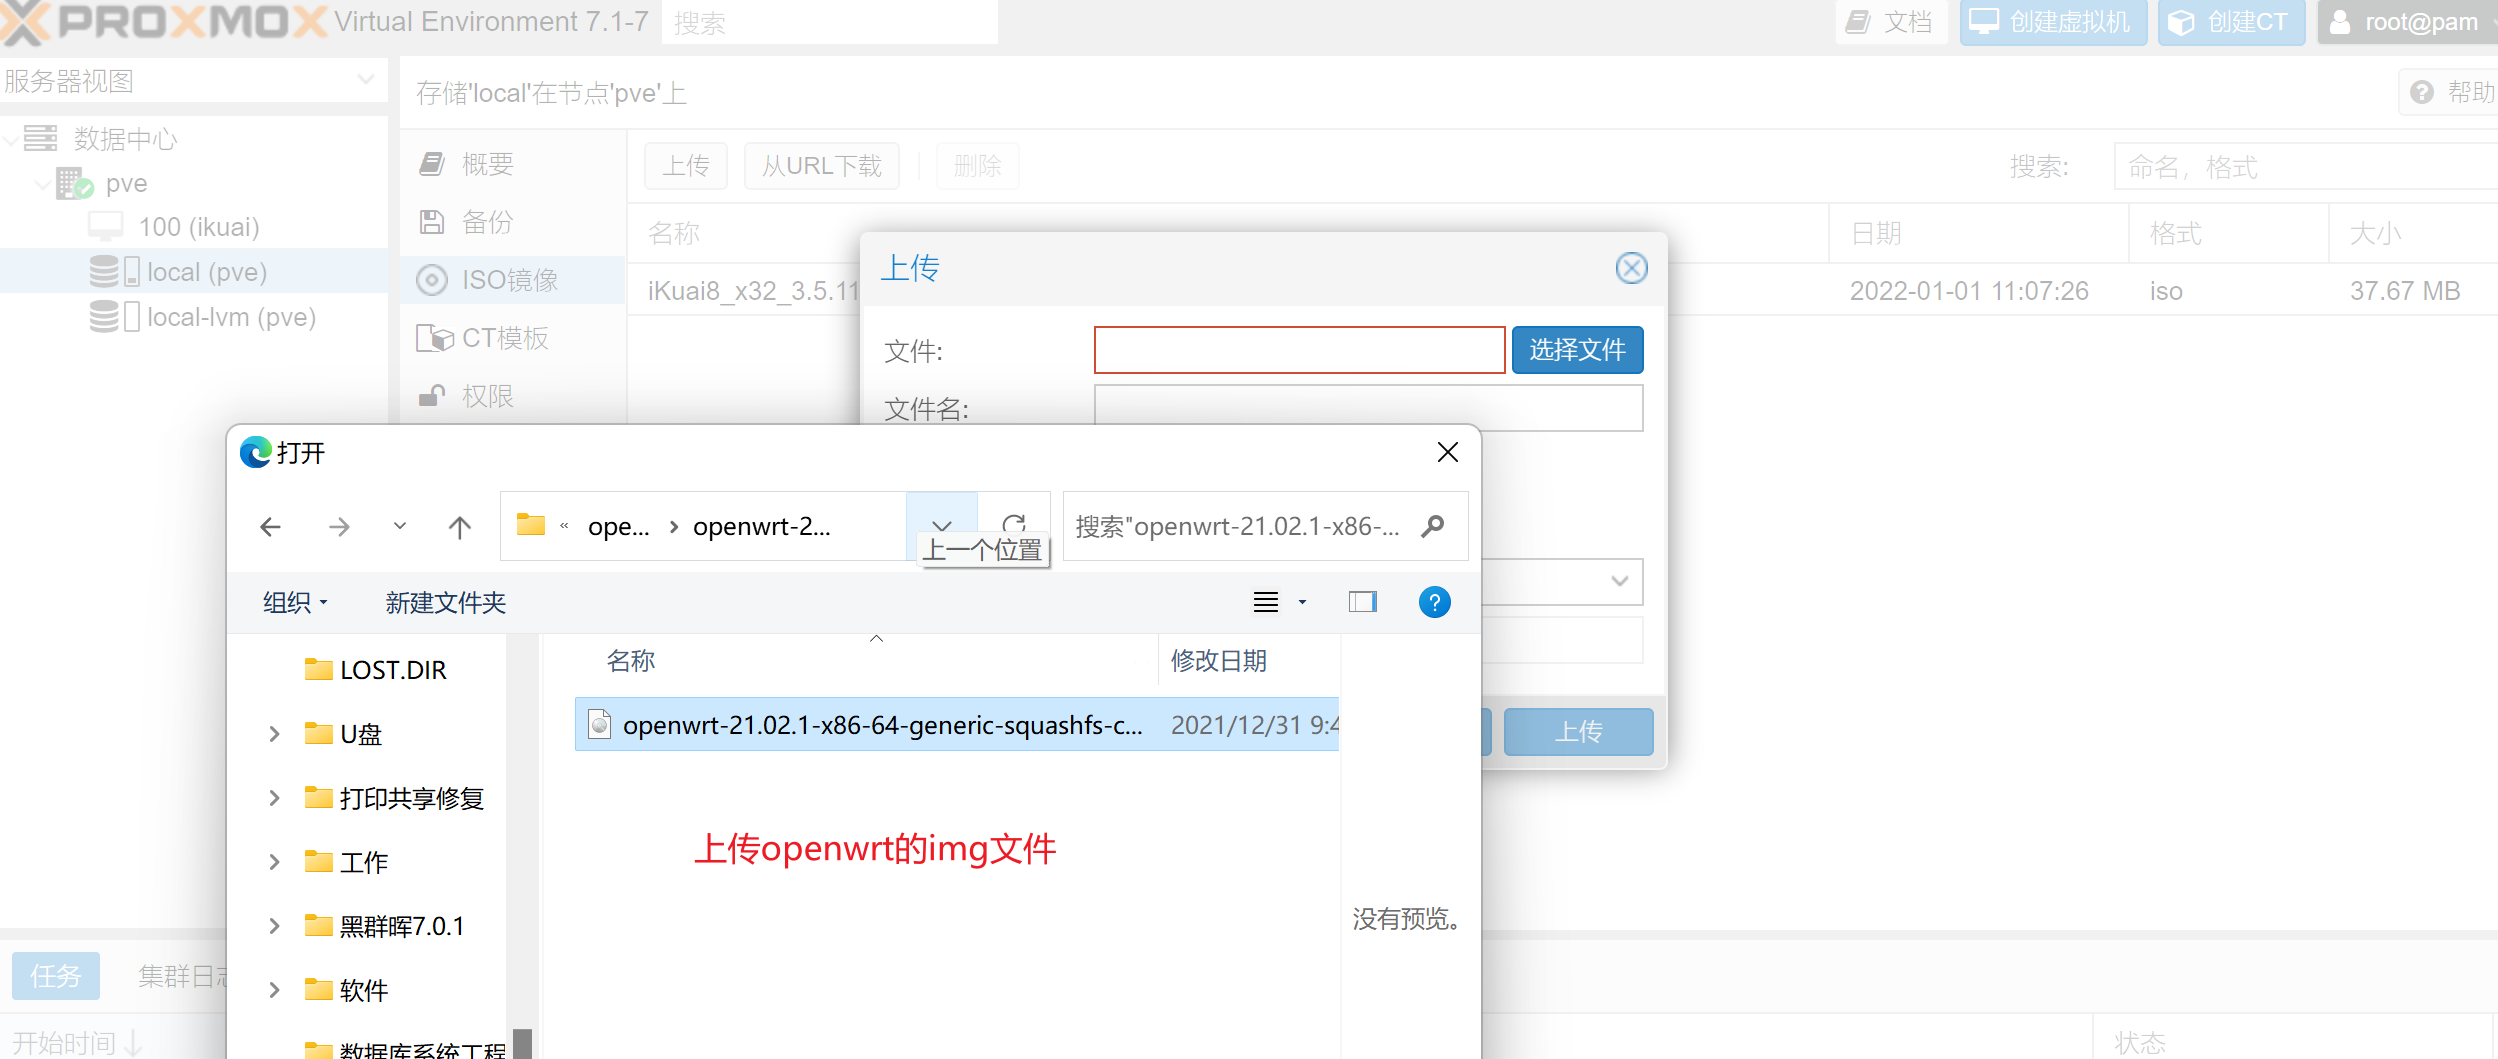 PROXMOX Virtual Environment 7.1-7 搜索 文档 创建虚拟机 创建CT root@pam
服务器视图
存储'local'在节点'pve'上 帮助
数据中心
pve
100 (ikuai)
local (pve)
local-lvm (pve)
概要
备份
ISO镜像
CT模板
权限
上传 从URL下载 删除 搜索: 命名，格式
名称 日期 格式 大小
iKuai8_x32_3.5.11 2022-01-01 11:07:26 iso 37.67 MB
上传
文件: 选择文件
文件名:
上传
打开
« ope... › openwrt-2... 搜索"openwrt-21.02.1-x86-...
上一个位置
组织 新建文件夹
LOST.DIR
U盘
打印共享修复
工作
黑群晖7.0.1
软件
数据库系统工程
名称 修改日期
openwrt-21.02.1-x86-64-generic-squashfs-c... 2021/12/31 9:4
上传openwrt的img文件
没有预览。
任务 集群日志
开始时间 状态